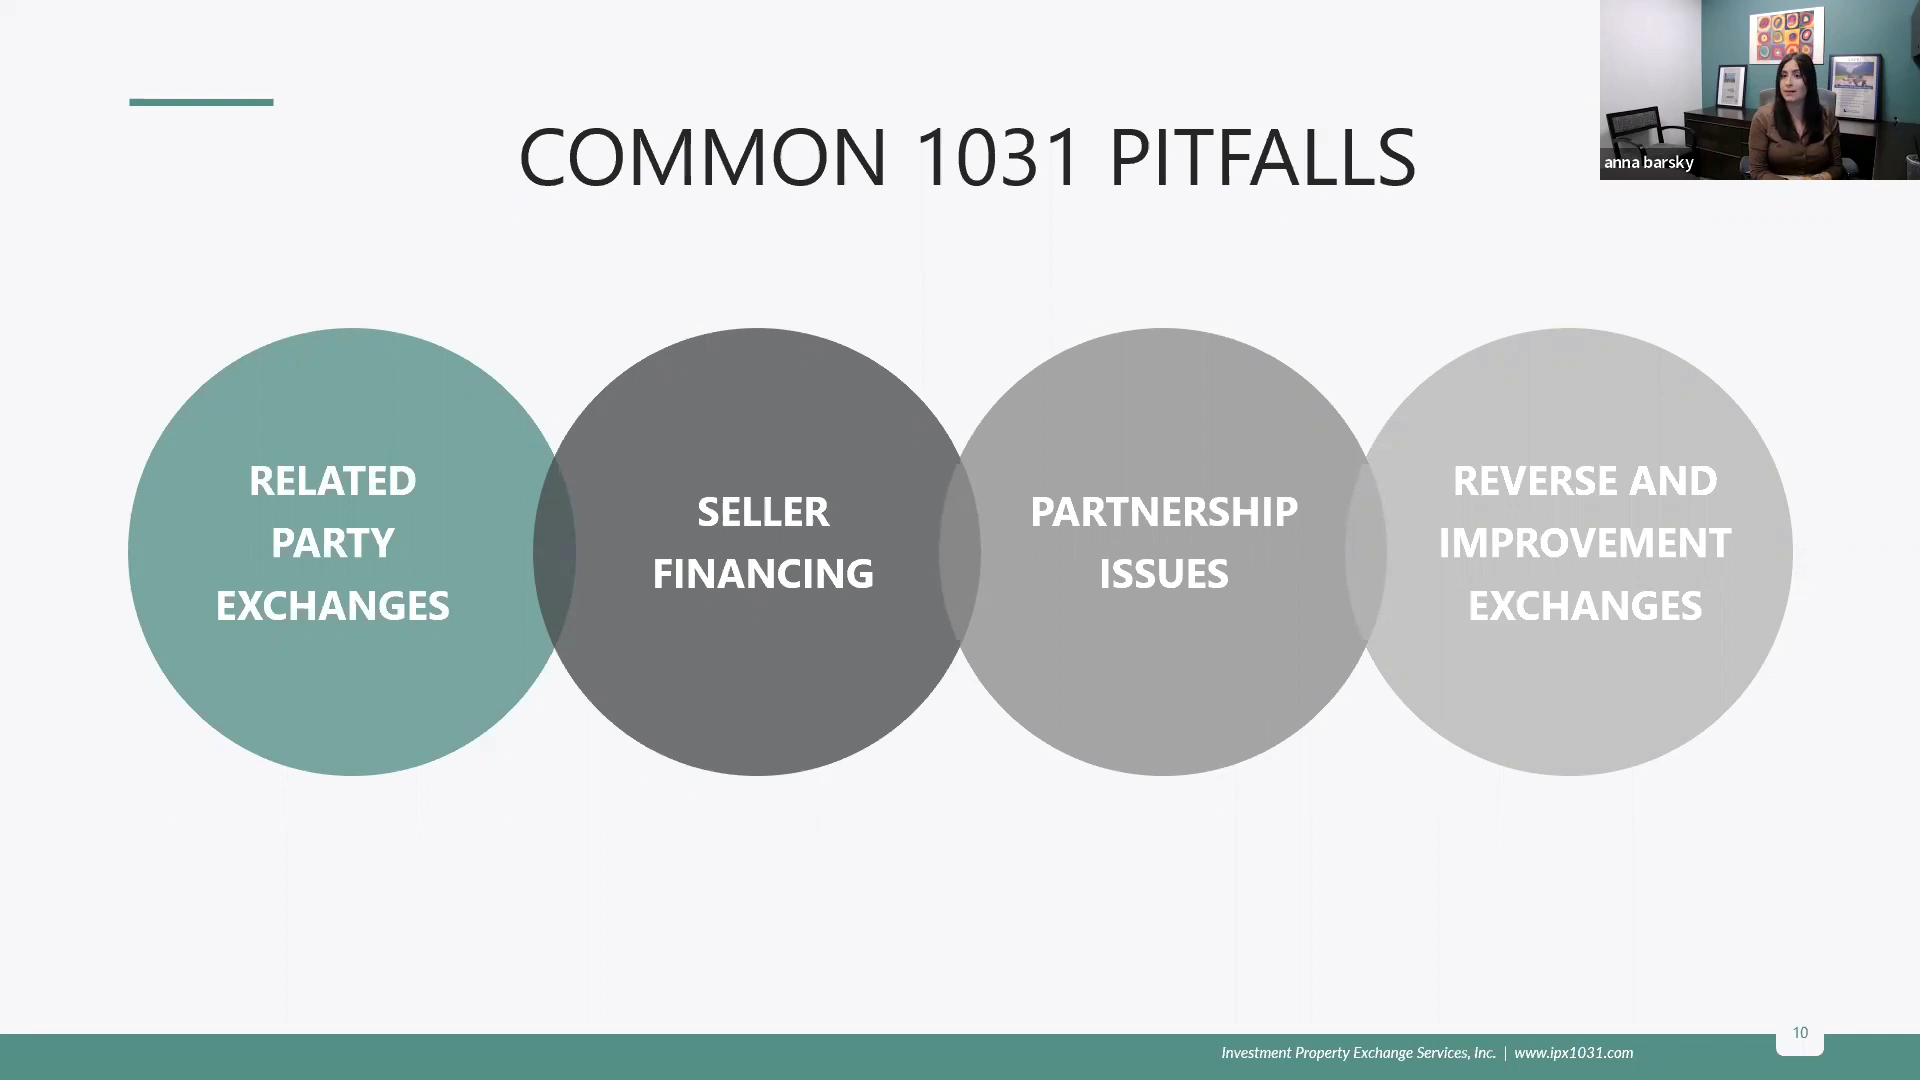 COMMON 1031 PITFALLS
anna barsky
RELATED
PARTY
EXCHANGES
SELLER
FINANCING
PARTNERSHIP
ISSUES
REVERSE AND
IMPROVEMENT
EXCHANGES
10
Investment Property Exchange Services, Inc. | www.ipx1031.com